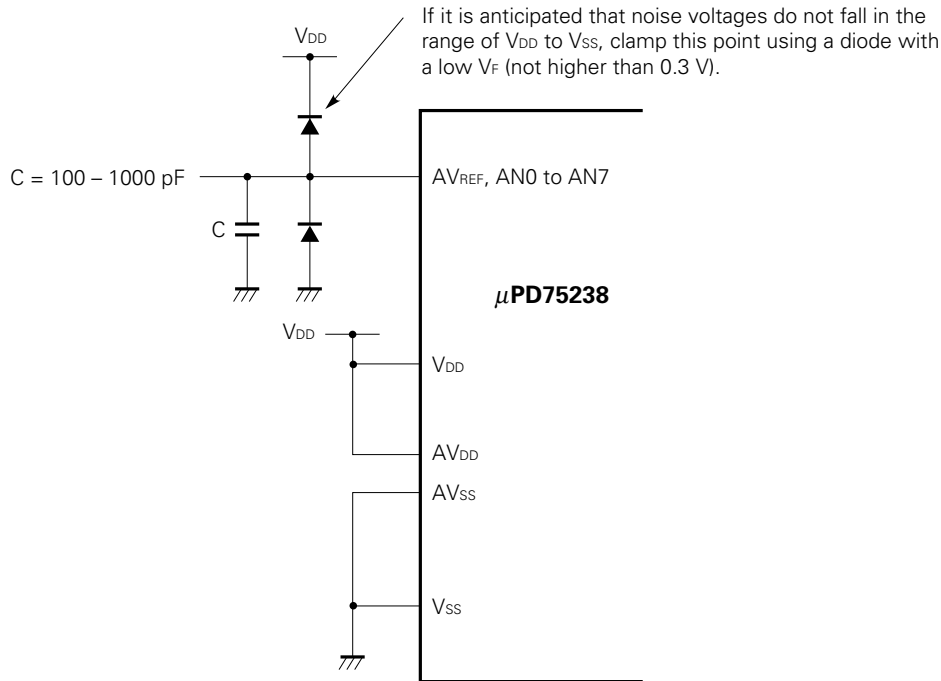 If it is anticipated that noise voltages do not fall in the
range of VDD to VSS, clamp this point using a diode with
a low VF (not higher than 0.3 V).
VDD
C = 100 – 1000 pF
AVREF, AN0 to AN7
C
μPD75238
VDD
VDD
AVDD
AVSS
VSS